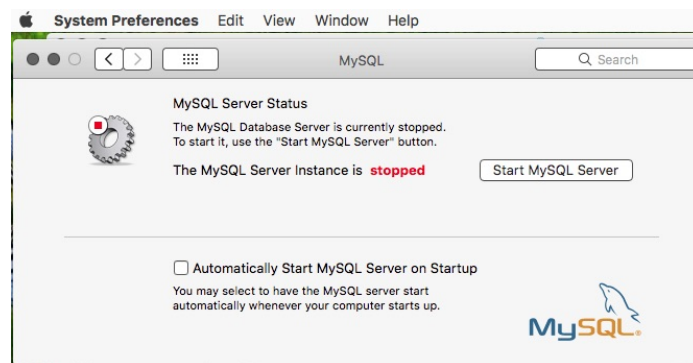 System Preferences Edit View Window Help
MySQL
Search
MySQL Server Status
The MySQL Database Server is currently stopped.
To start it, use the "Start MySQL Server" button.
The MySQL Server Instance is stopped
Start MySQL Server
Automatically Start MySQL Server on Startup
You may select to have the MySQL server start
automatically whenever your computer starts up.
MySQL®